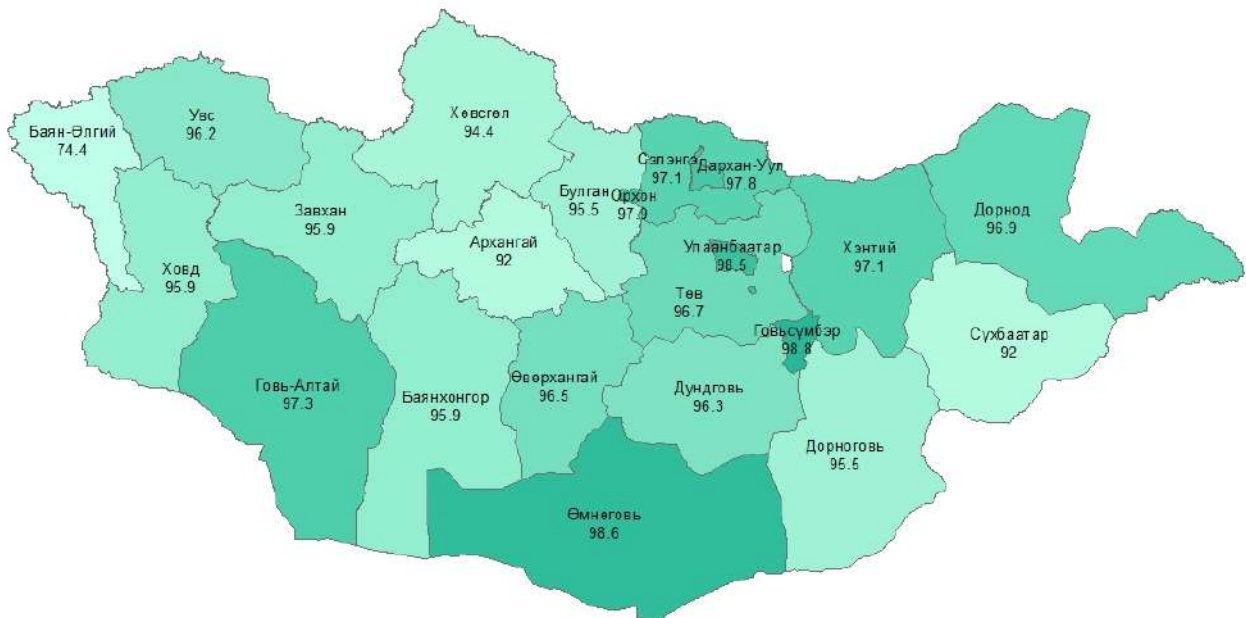 Хөвсгөл
94.4
Увс
96.2
Баян-Өлгий
74.4
Сэлэнгэ
97.1
Дархан-Уул
97.8
Булган
95.5
Орхон
97.9
Завхан
95.9
Дорнод
96.9
Архангай
92
Улаанбаатар
98.5
Хэнтий
97.1
Ховд
95.9
Төв
96.7
Говьсүмбэр
98.8
Сүхбаатар
92
Говь-Алтай
97.3
Баянхонгор
95.9
Өвөрхангай
96.5
Дундговь
96.3
Дорноговь
95.5
Өмнөговь
98.6